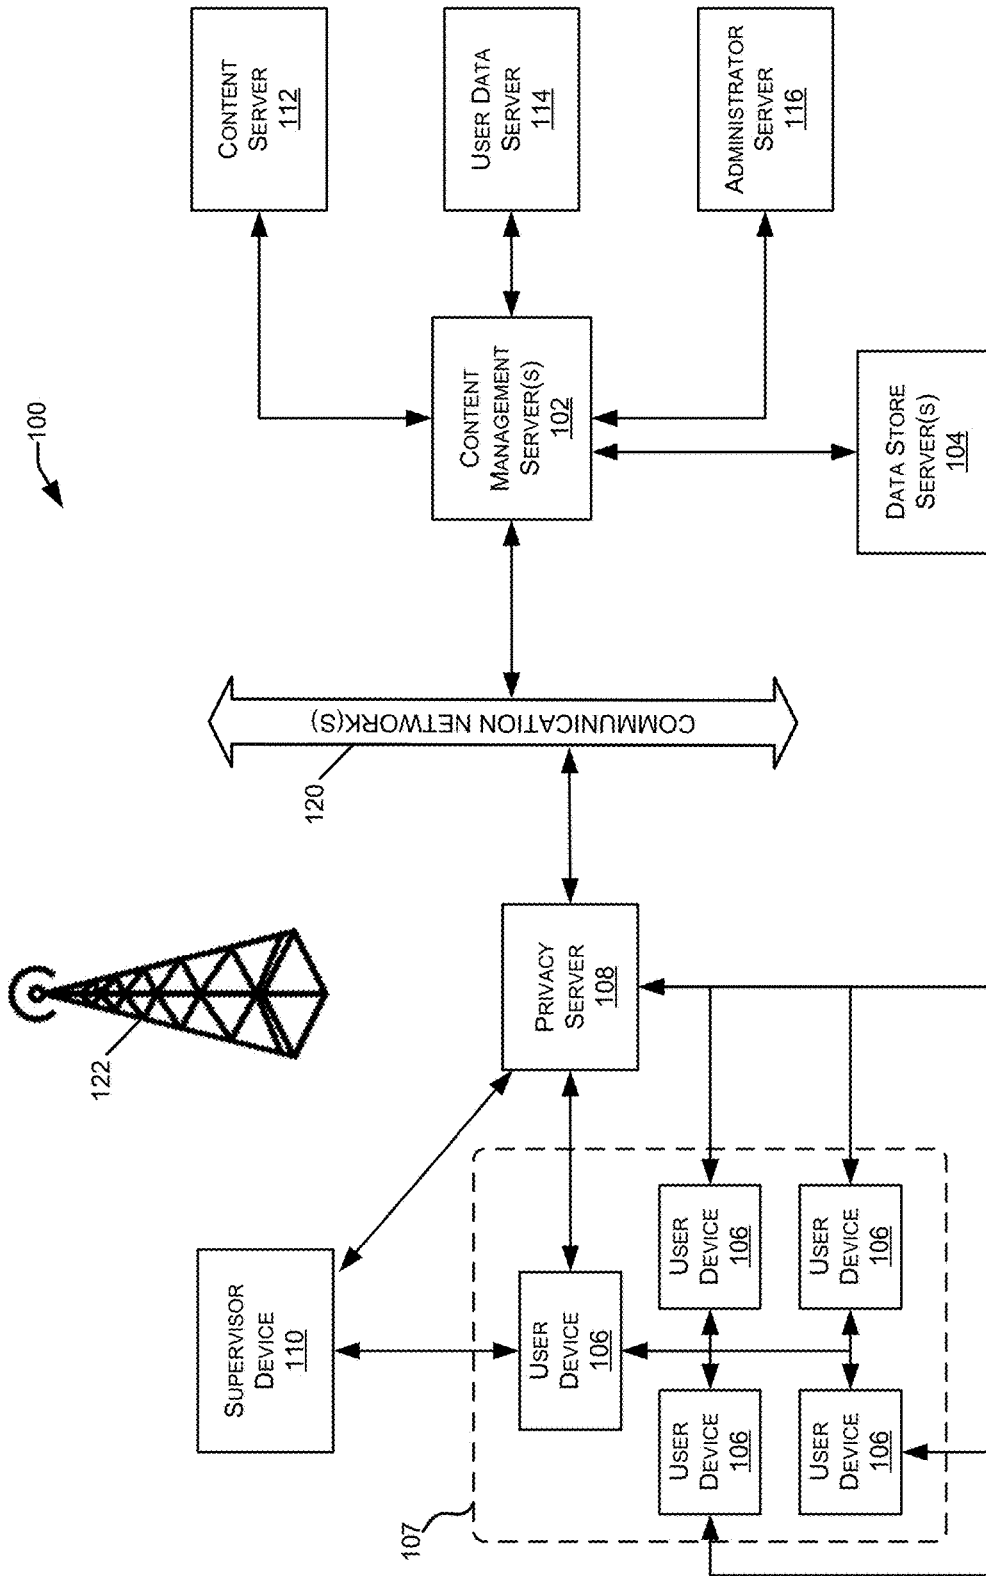 100
122
120
107
SUPERVISOR
DEVICE
110
USER
DEVICE
106
USER
DEVICE
106
USER
DEVICE
106
USER
DEVICE
106
USER
DEVICE
106
PRIVACY
SERVER
108
COMMUNICATION NETWORK(S)
CONTENT
MANAGEMENT
SERVER(S)
102
CONTENT
SERVER
112
USER DATA
SERVER
114
ADMINISTRATOR
SERVER
116
DATA STORE
SERVER(S)
104